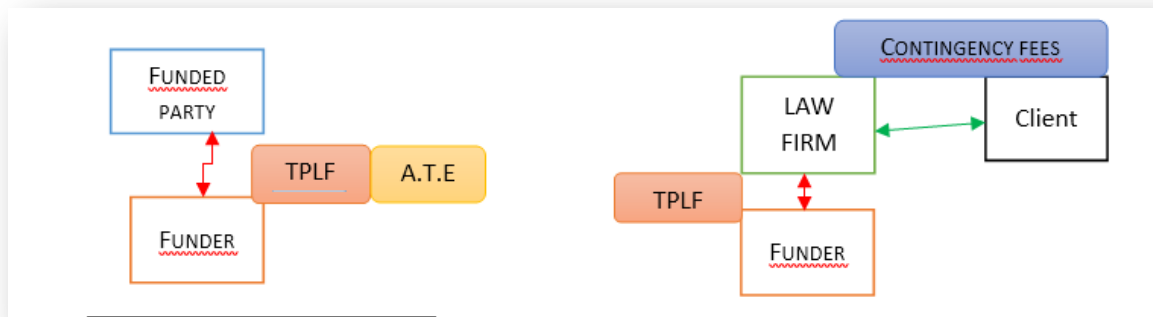 FUNDED
PARTY
TPLF
A.T.E
FUNDER
CONTINGENCY FEES
LAW
FIRM
Client
TPLF
FUNDER